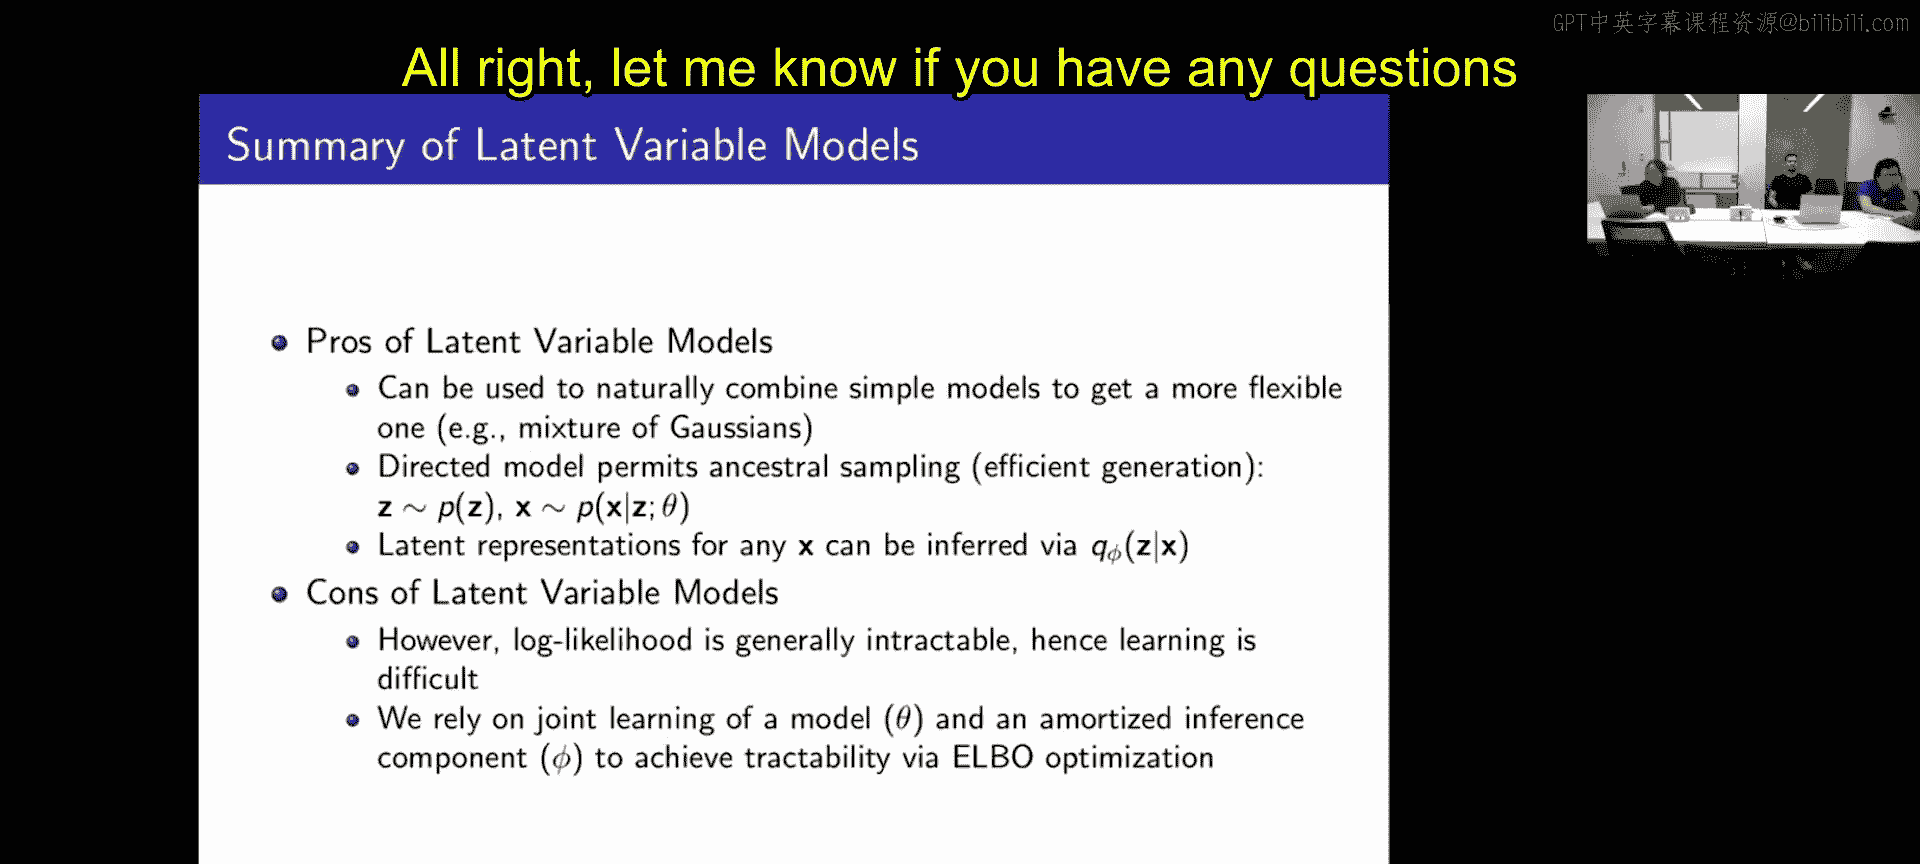 GPT中英字幕课程资源@bilibili.com
All right, let me know if you have any questions
Summary of Latent Variable Models
Pros of Latent Variable Models
Can be used to naturally combine simple models to get a more flexible
one (e.g., mixture of Gaussians)
Directed model permits ancestral sampling (efficient generation):
z ∼ p(z), x ∼ p(x|z; θ)
Latent representations for any x can be inferred via qϕ(z|x)
Cons of Latent Variable Models
However, log-likelihood is generally intractable, hence learning is
difficult
We rely on joint learning of a model (θ) and an amortized inference
component (ϕ) to achieve tractability via ELBO optimization